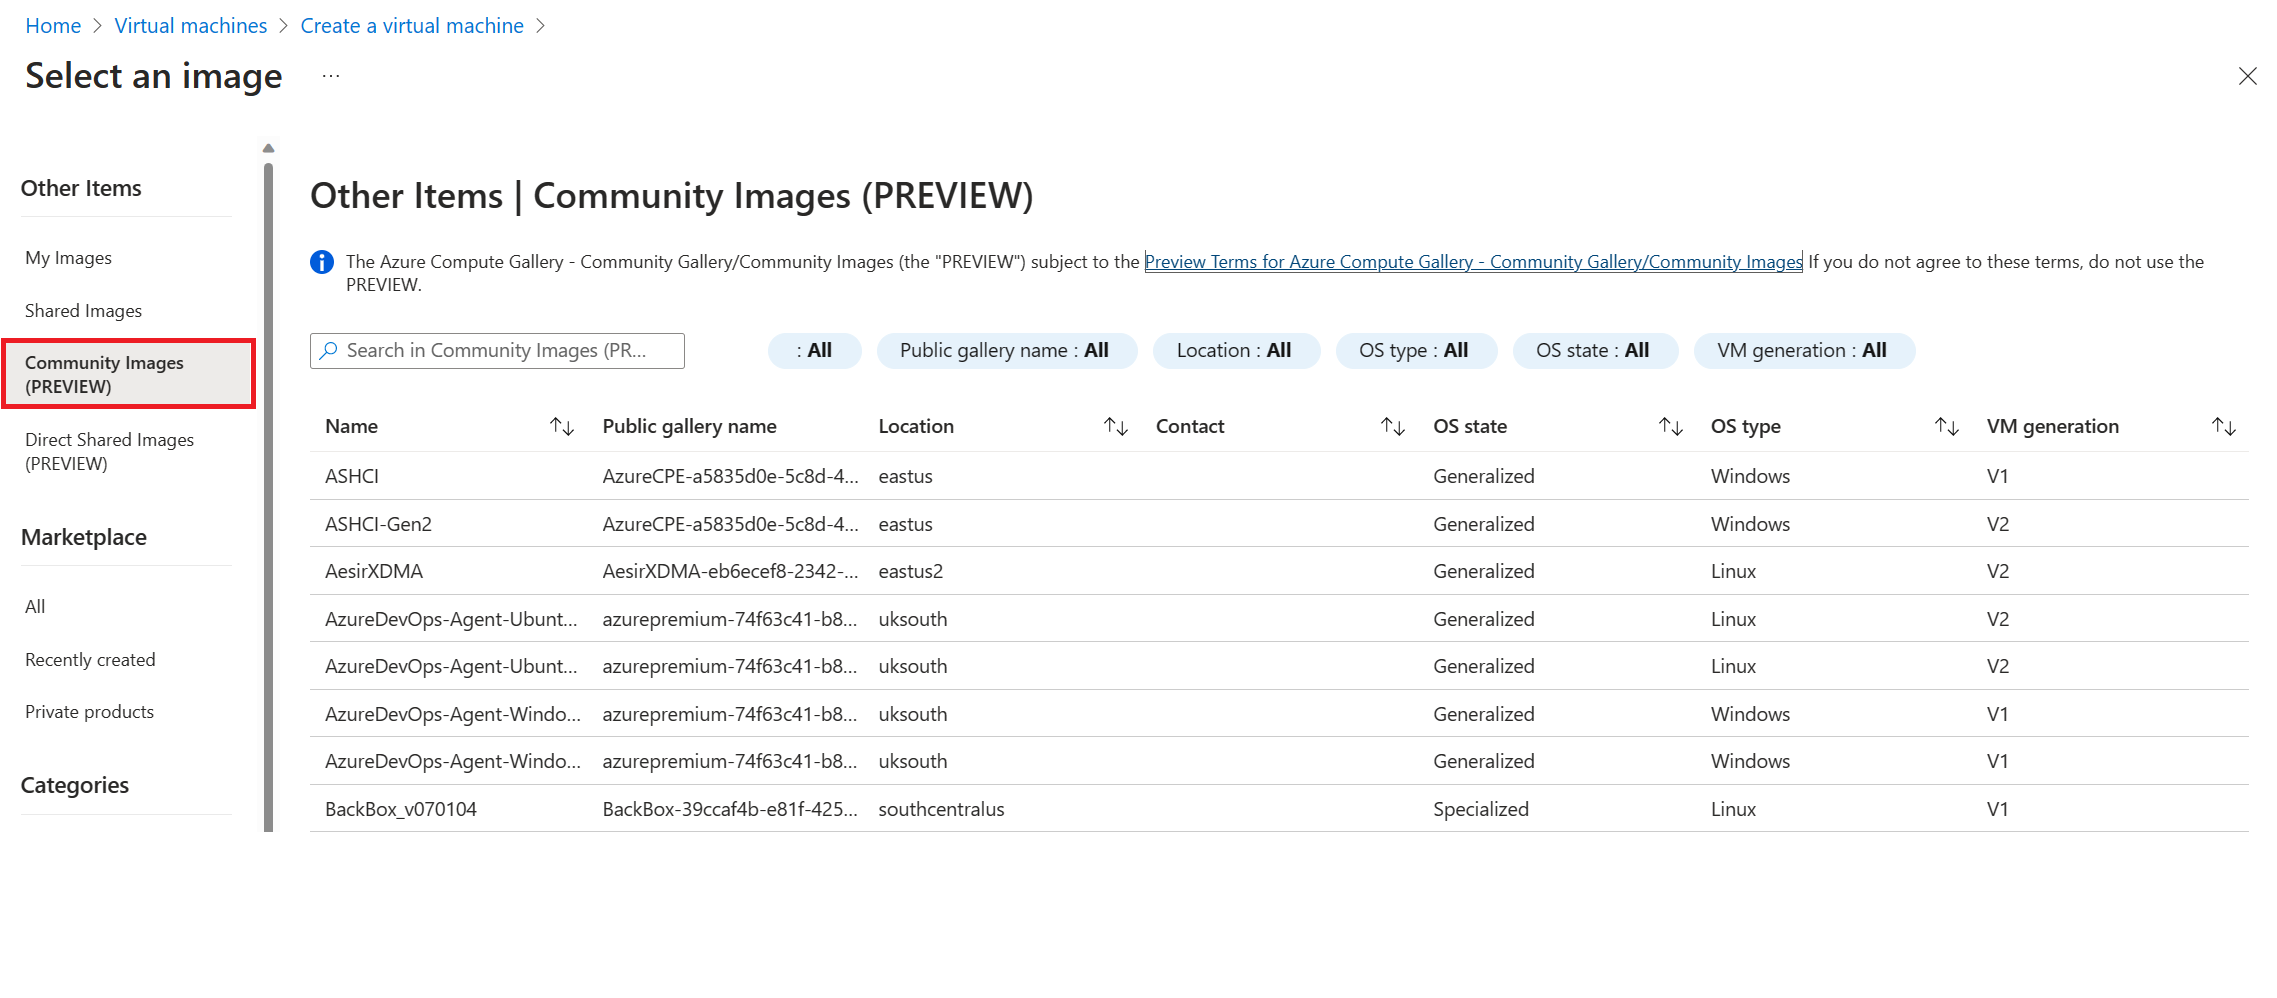 Home > Virtual machines > Create a virtual machine >
Select an image ...
Other Items
My Images
Shared Images
Community Images
(PREVIEW)
Direct Shared Images
(PREVIEW)
Marketplace
All
Recently created
Private products
Categories
Other Items | Community Images (PREVIEW)
The Azure Compute Gallery - Community Gallery/Community Images (the "PREVIEW") subject to the Preview Terms for Azure Compute Gallery - Community Gallery/Community Images If you do not agree to these terms, do not use the
PREVIEW.
Search in Community Images (PR... : All Public gallery name : All Location : All OS type : All OS state : All VM generation : All
Name Public gallery name Location Contact OS state OS type VM generation
ASHCI AzureCPE-a5835d0e-5c8d-4... eastus Generalized Windows V1
ASHCI-Gen2 AzureCPE-a5835d0e-5c8d-4... eastus Generalized Windows V2
AesirXDMA AesirXDMA-eb6ecef8-2342-... eastus2 Generalized Linux V2
AzureDevOps-Agent-Ubunt... azurepremium-74f63c41-b8... uksouth Generalized Linux V2
AzureDevOps-Agent-Ubunt... azurepremium-74f63c41-b8... uksouth Generalized Linux V2
AzureDevOps-Agent-Windo... azurepremium-74f63c41-b8... uksouth Generalized Windows V1
AzureDevOps-Agent-Windo... azurepremium-74f63c41-b8... uksouth Generalized Windows V1
BackBox_v070104 BackBox-39ccaf4b-e81f-425... southcentralus Specialized Linux V1